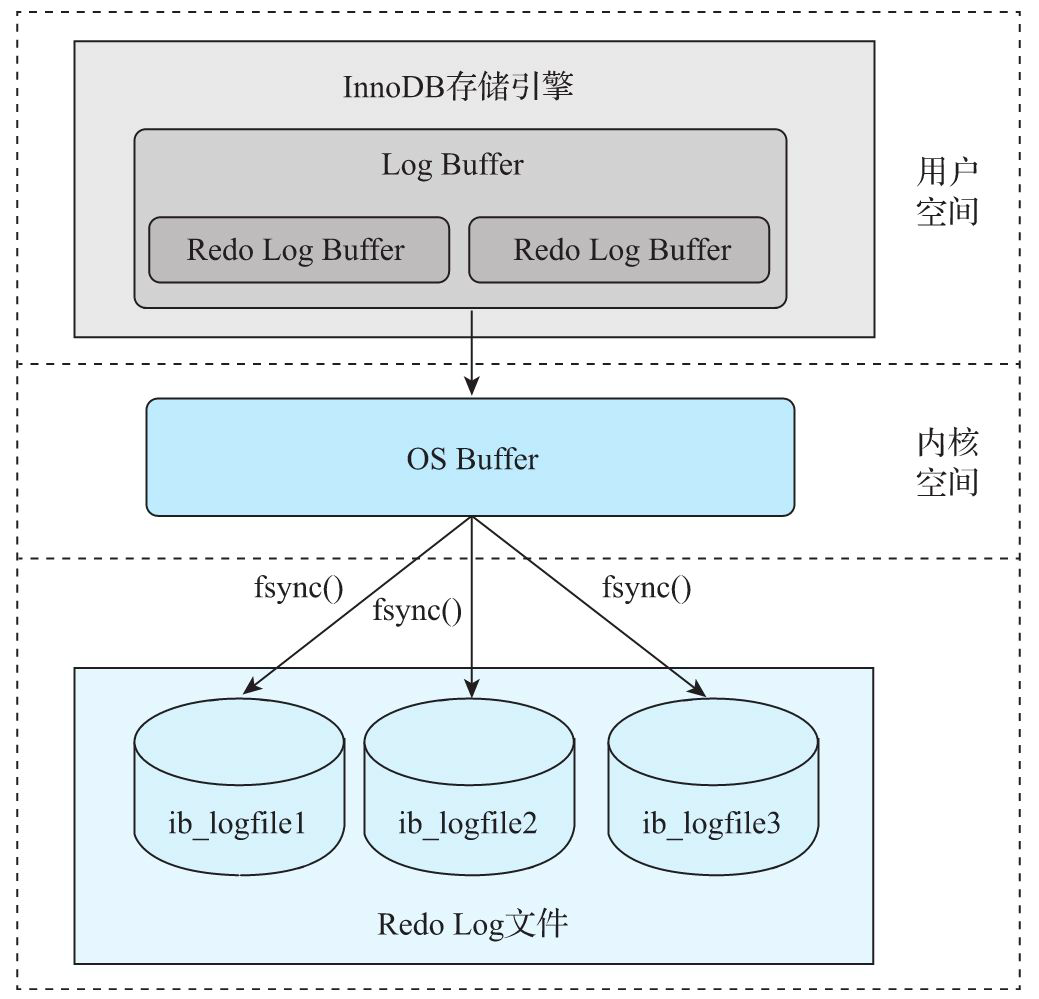 InnoDB存储引擎
Log Buffer
Redo Log Buffer
Redo Log Buffer
用户
空间
OS Buffer
内核
空间
fsync()
fsync()
fsync()
ib_logfile1
ib_logfile2
ib_logfile3
Redo Log文件